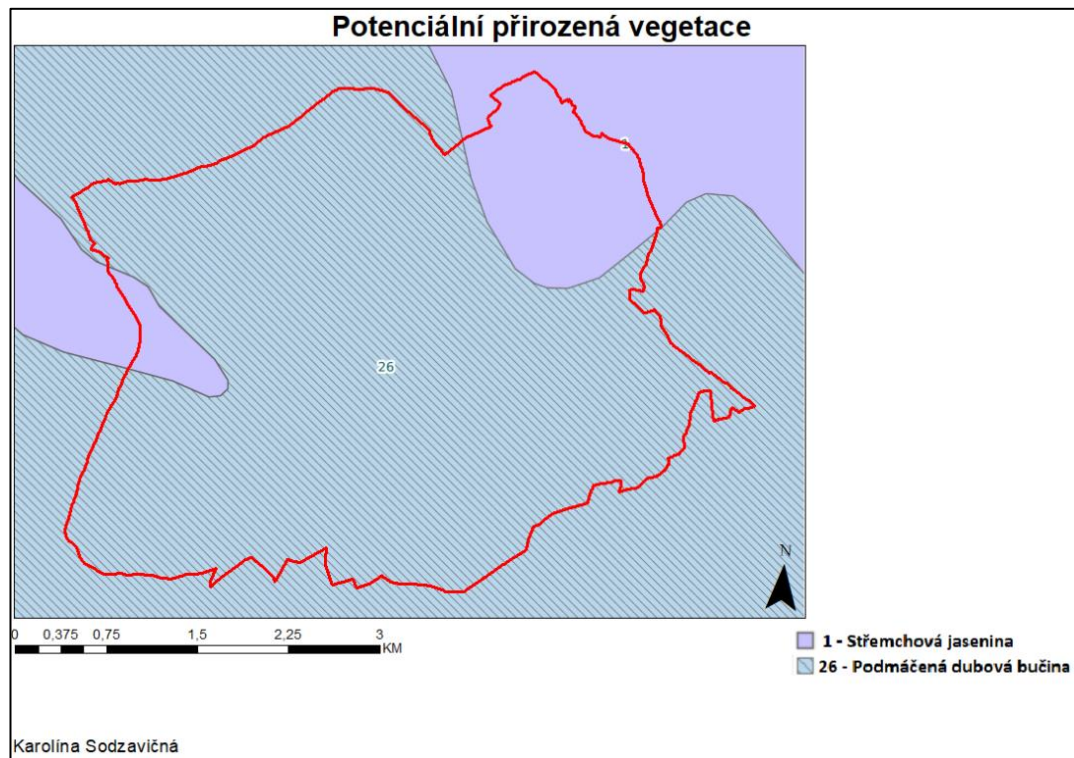 Potenciální přirozená vegetace
1
26
N
0 0,375 0,75 1,5 2,25 3
KM
1 - Střemchová jasenina
26 - Podmáčená dubová bučina
Karolína Sodzavičná